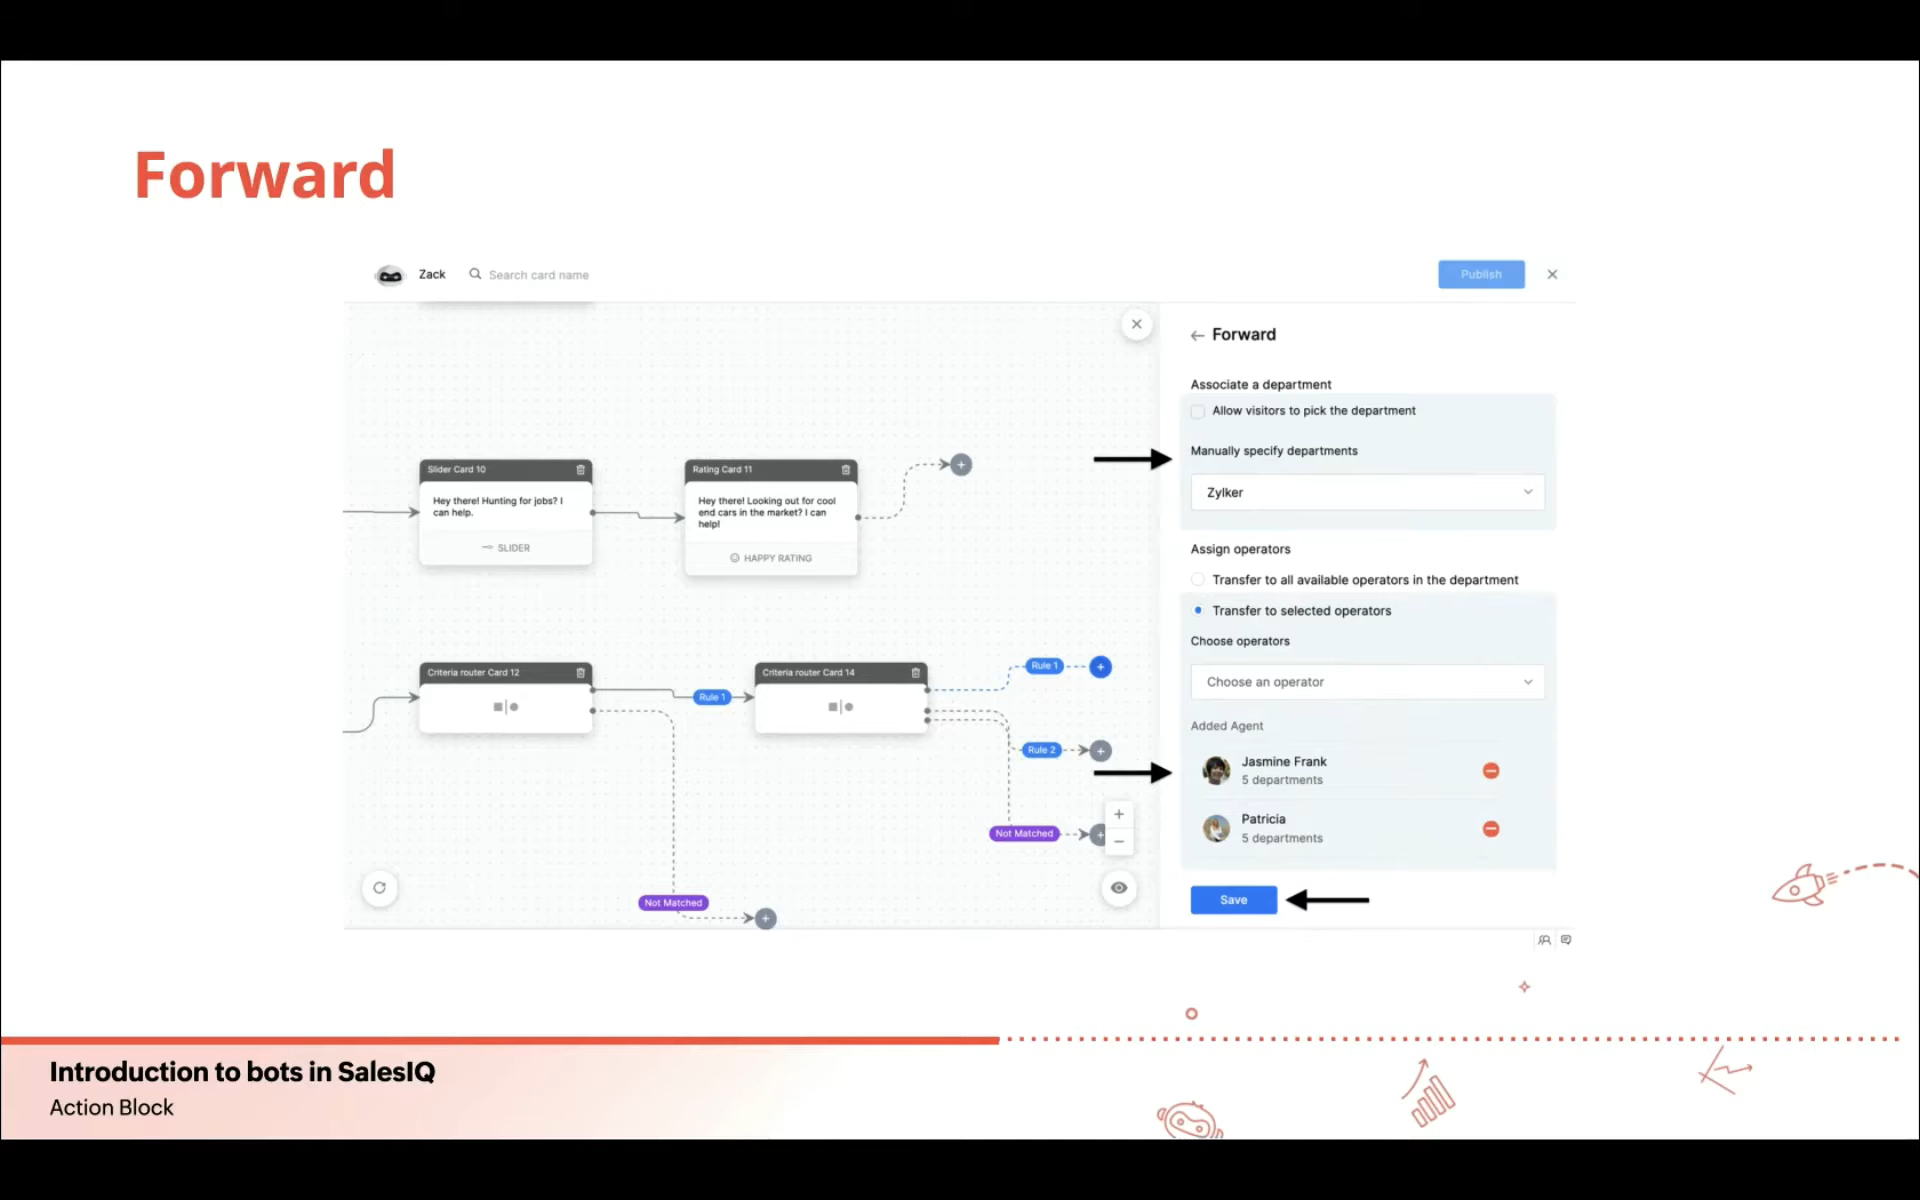 Forward
Zack
Search card name
Publish
Forward
Associate a department
Allow visitors to pick the department
Manually specify departments
Zylker
Assign operators
Transfer to all available operators in the department
Transfer to selected operators
Choose operators
Choose an operator
Added Agent
Jasmine Frank
5 departments
Patricia
5 departments
Save
Slider Card 10
Hey there! Hunting for jobs? I
can help.
SLIDER
Rating Card 11
Hey there! Looking out for cool
end cars in the market? I can
help!
HAPPY RATING
Criteria router Card 12
Rule 1
Criteria router Card 14
Rule 1
Rule 2
Not Matched
Not Matched
Introduction to bots in SalesIQ
Action Block